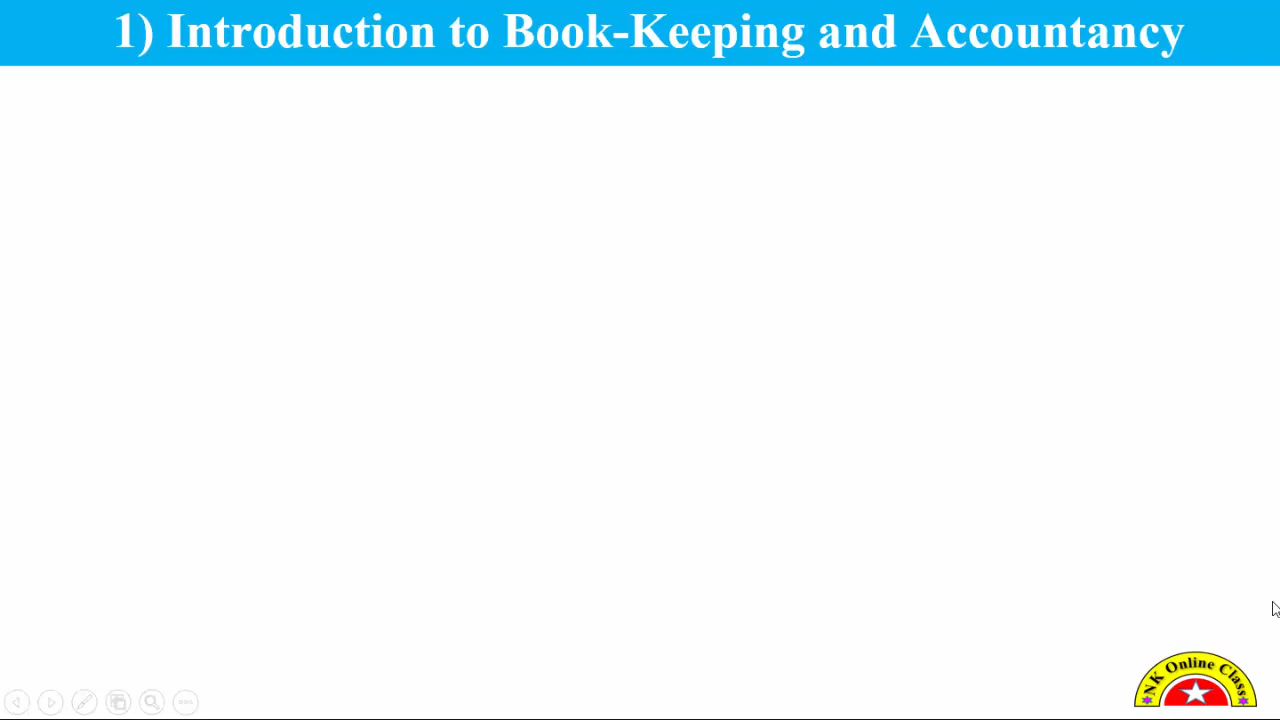 1) Introduction to Book-Keeping and Accountancy
NK Online Class